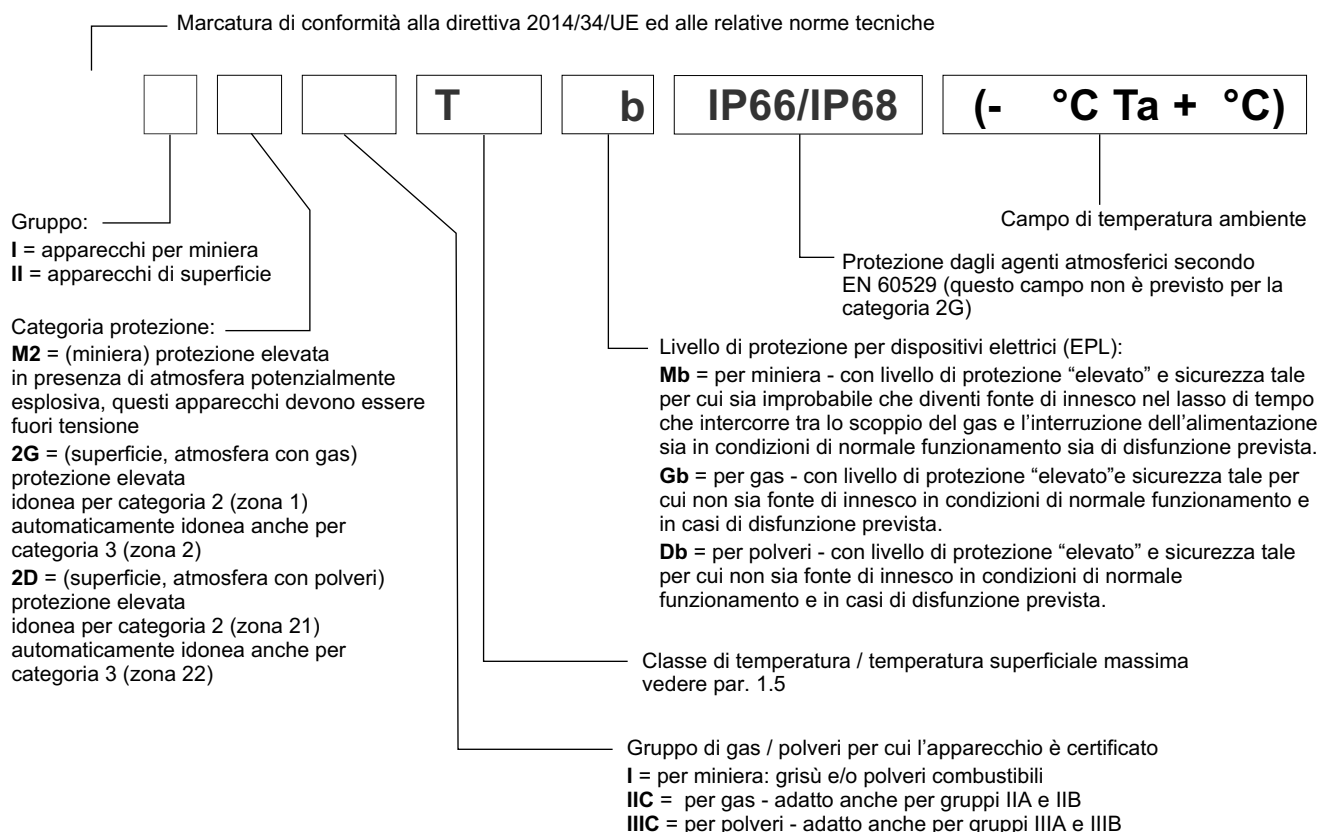 Marcatura di conformità alla direttiva 2014/34/UE ed alle relative norme tecniche
T b IP66/IP68 (- °C Ta + °C)
Gruppo:
I = apparecchi per miniera
II = apparecchi di superficie
Categoria protezione:
M2 = (miniera) protezione elevata
in presenza di atmosfera potenzialmente
esplosiva, questi apparecchi devono essere
fuori tensione
2G = (superficie, atmosfera con gas)
protezione elevata
idonea per categoria 2 (zona 1)
automaticamente idonea anche per
categoria 3 (zona 2)
2D = (superficie, atmosfera con polveri)
protezione elevata
idonea per categoria 2 (zona 21)
automaticamente idonea anche per
categoria 3 (zona 22)
Campo di temperatura ambiente
Protezione dagli agenti atmosferici secondo
EN 60529 (questo campo non è previsto per la
categoria 2G)
Livello di protezione per dispositivi elettrici (EPL):
Mb = per miniera - con livello di protezione “elevato” e sicurezza tale
per cui sia improbabile che diventi fonte di innesco nel lasso di tempo
che intercorre tra lo scoppio del gas e l’interruzione dell’alimentazione
sia in condizioni di normale funzionamento sia di disfunzione prevista.
Gb = per gas - con livello di protezione “elevato”e sicurezza tale per
cui non sia fonte di innesco in condizioni di normale funzionamento e
in casi di disfunzione prevista.
Db = per polveri - con livello di protezione “elevato” e sicurezza tale
per cui non sia fonte di innesco in condizioni di normale
funzionamento e in casi di disfunzione prevista.
Classe di temperatura / temperatura superficiale massima
vedere par. 1.5
Gruppo di gas / polveri per cui l’apparecchio è certificato
I = per miniera: grisù e/o polveri combustibili
IIC = per gas - adatto anche per gruppi IIA e IIB
IIIC = per polveri - adatto anche per gruppi IIIA e IIIB